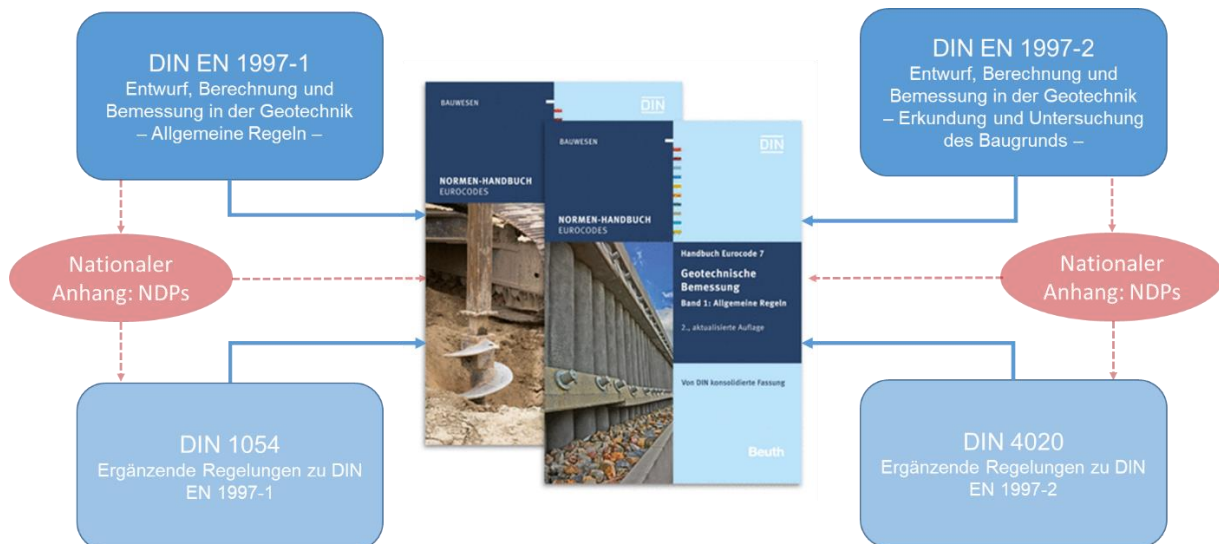 DIN EN 1997-1
Entwurf, Berechnung und
Bemessung in der Geotechnik
– Allgemeine Regeln –
DIN EN 1997-2
Entwurf, Berechnung und
Bemessung in der Geotechnik
– Erkundung und Untersuchung
des Baugrunds –
BAUWESEN
DIN
NORMEN-HANDBUCH
EUROCODES
BAUWESEN
DIN
NORMEN-HANDBUCH
EUROCODES
Handbuch Eurocode 7
Geotechnische
Bemessung
Band 1: Allgemeine Regeln
2., aktualisierte Auflage
Von DIN konsolidierte Fassung
Beuth
Nationaler
Anhang: NDPs
Nationaler
Anhang: NDPs
DIN 1054
Ergänzende Regelungen zu DIN
EN 1997-1
DIN 4020
Ergänzende Regelungen zu DIN
EN 1997-2